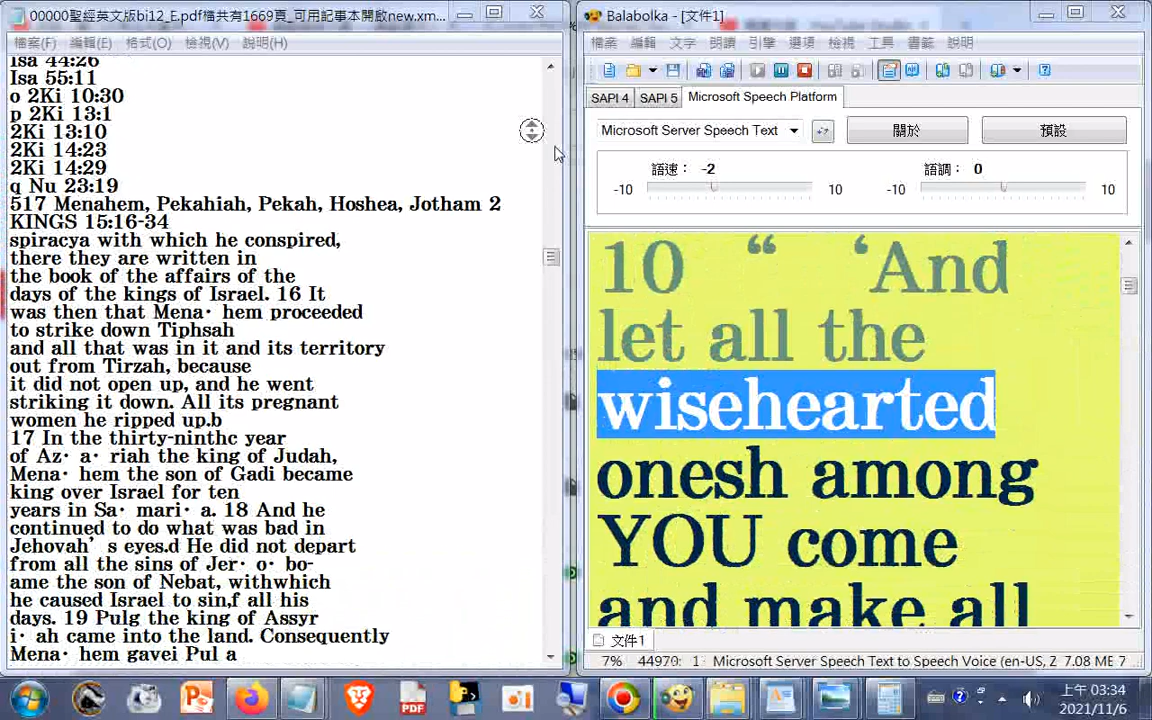 00000聖經英文版bi12_E.pdf檔共有1669頁_可用記事本開啟new.xm...
檔案(F) 編輯(E) 格式(O) 檢視(V) 說明(H)
Isa 44:26
Isa 55:11
o 2Ki 10:30
p 2Ki 13:1
2Ki 13:10
2Ki 14:23
2Ki 14:29
q Nu 23:19
517 Menahem, Pekahiah, Pekah, Hoshea, Jotham 2
KINGS 15:16-34
spiracya with which he conspired,
there they are written in
the book of the affairs of the
days of the kings of Israel. 16 It
was then that Mena·hem proceeded
to strike down Tiphsah
and all that was in it and its territory
out from Tirzah, because
it did not open up, and he went
striking it down. All its pregnant
women he ripped up.b
17 In the thirty-ninthc year
of Az·a·riah the king of Judah,
Mena·hem the son of Gadi became
king over Israel for ten
years in Sa·mari·a. 18 And he
continued to do what was bad in
Jehovah’s eyes.d He did not depart
from all the sins of Jer·o·bo-
ame the son of Nebat, withwhich
he caused Israel to sin,f all his
days. 19 Pulg the king of Assyr
i·ah came into the land. Consequently
Mena·hem gavei Pul a
Balabolka - [文件1]
檔案 編輯 文字 朗讀 引擎 選項 檢視 工具 書籤 說明
SAPI 4 SAPI 5 Microsoft Speech Platform
Microsoft Server Speech Text 關於 預設
語速: -2 語調: 0
-10 10 -10 10
10 “ ‘And
let all the
wisehearted
onesh among
YOU come
and make all
文件1
7% 44970: 1 Microsoft Server Speech Text to Speech Voice (en-US, 2 7.08 ME 7
上午 03:34
2021/11/6